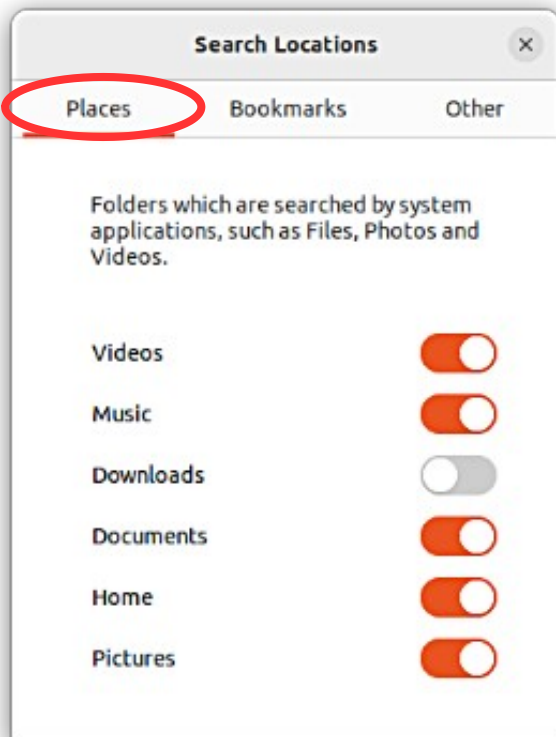 Search Locations
Places Bookmarks Other
Folders which are searched by system
applications, such as Files, Photos and
Videos.
Videos
Music
Downloads
Documents
Home
Pictures